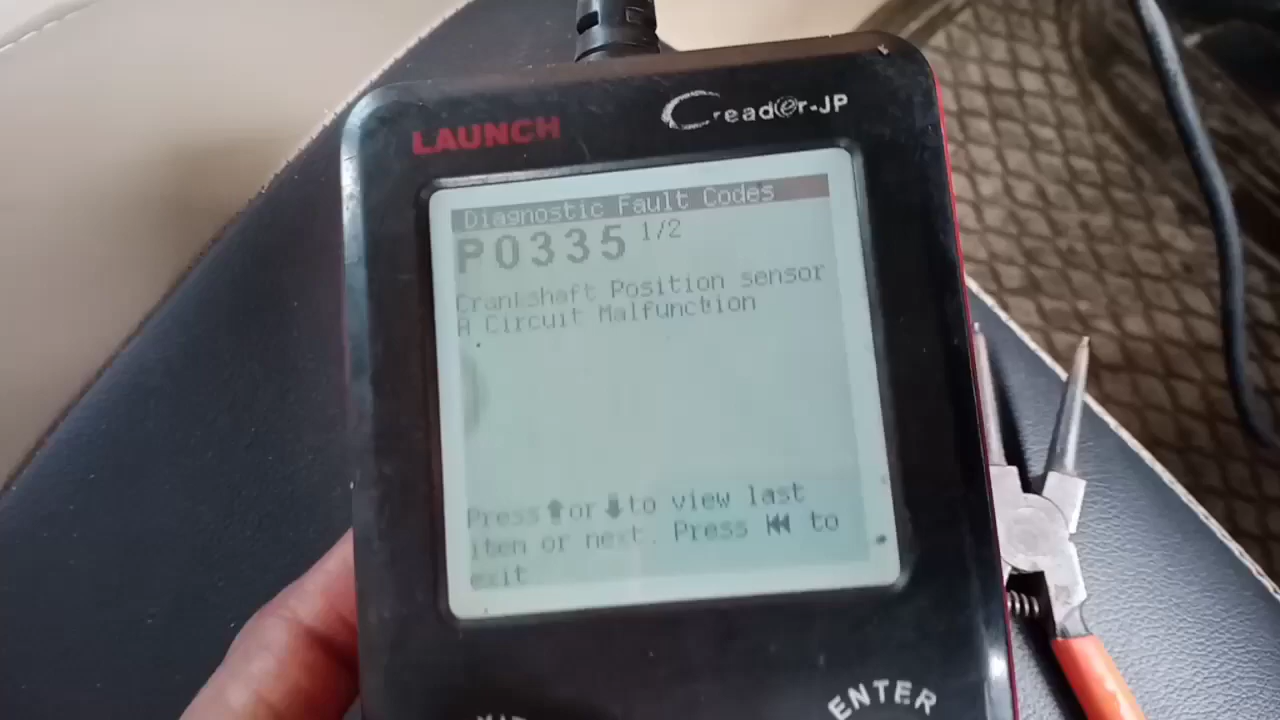 LAUNCH
Creader-JP
Diagnostic Fault Codes
P0335 1/2
Crankshaft Position sensor
A Circuit Malfunction
Press ⬆ or ⬇ to view last
item or next. Press ⏮ to
exit
ENTER